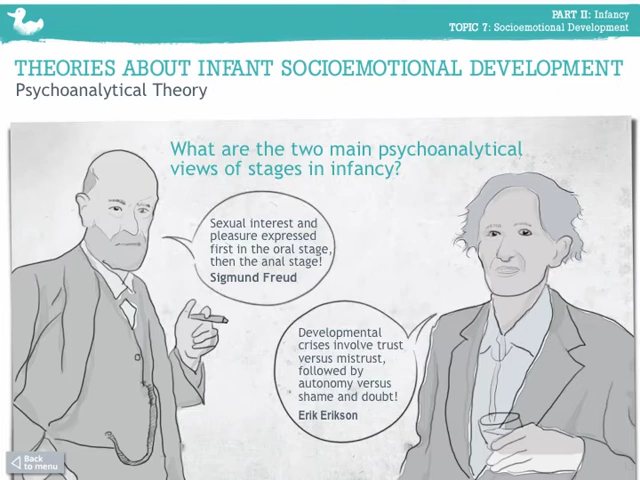 PART II: Infancy
TOPIC 7: Socioemotional Development
THEORIES ABOUT INFANT SOCIOEMOTIONAL DEVELOPMENT
Psychoanalytical Theory
What are the two main psychoanalytical
views of stages in infancy?
Sexual interest and
pleasure expressed
first in the oral stage,
then the anal stage!
Sigmund Freud
Developmental
crises involve trust
versus mistrust,
followed by
autonomy versus
shame and doubt!
Erik Erikson
Back
to menu